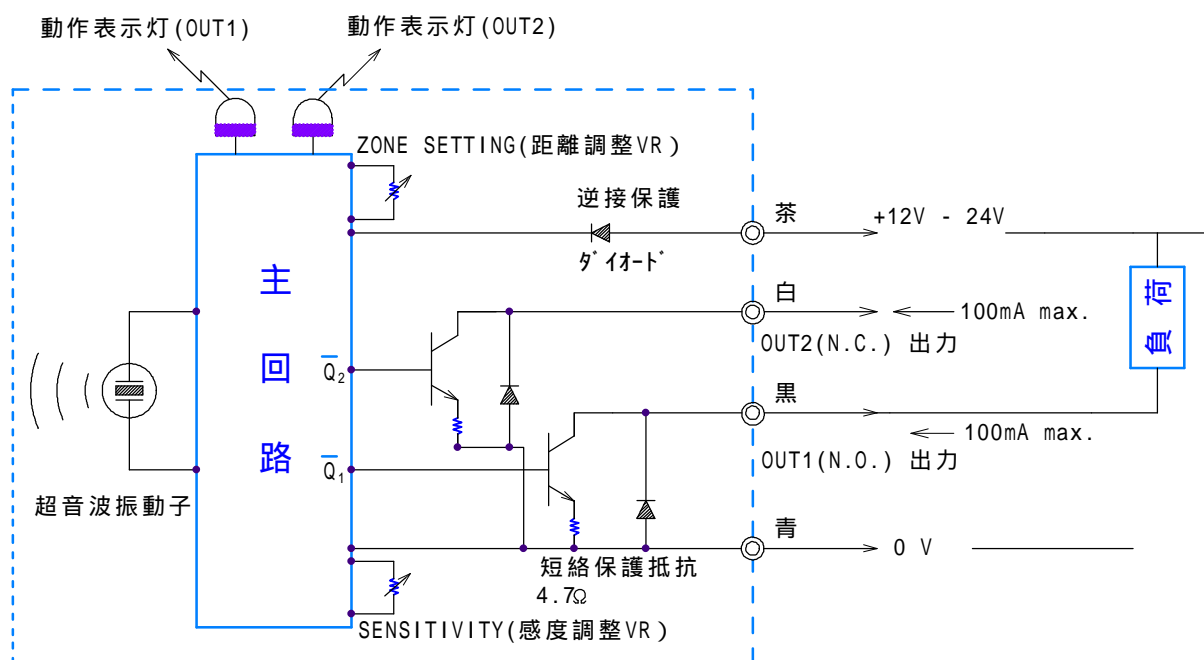 動作表示灯(OUT1)
動作表示灯(OUT2)
ZONE SETTING(距離調整VR)
逆接保護
ダイオード
茶
+12V - 24V
主回路
白
100mA max.
OUT2(N.C.) 出力
負荷
Q2
黒
100mA max.
OUT1(N.O.) 出力
Q1
超音波振動子
青
0 V
短絡保護抵抗
4.7Ω
SENSITIVITY(感度調整VR)